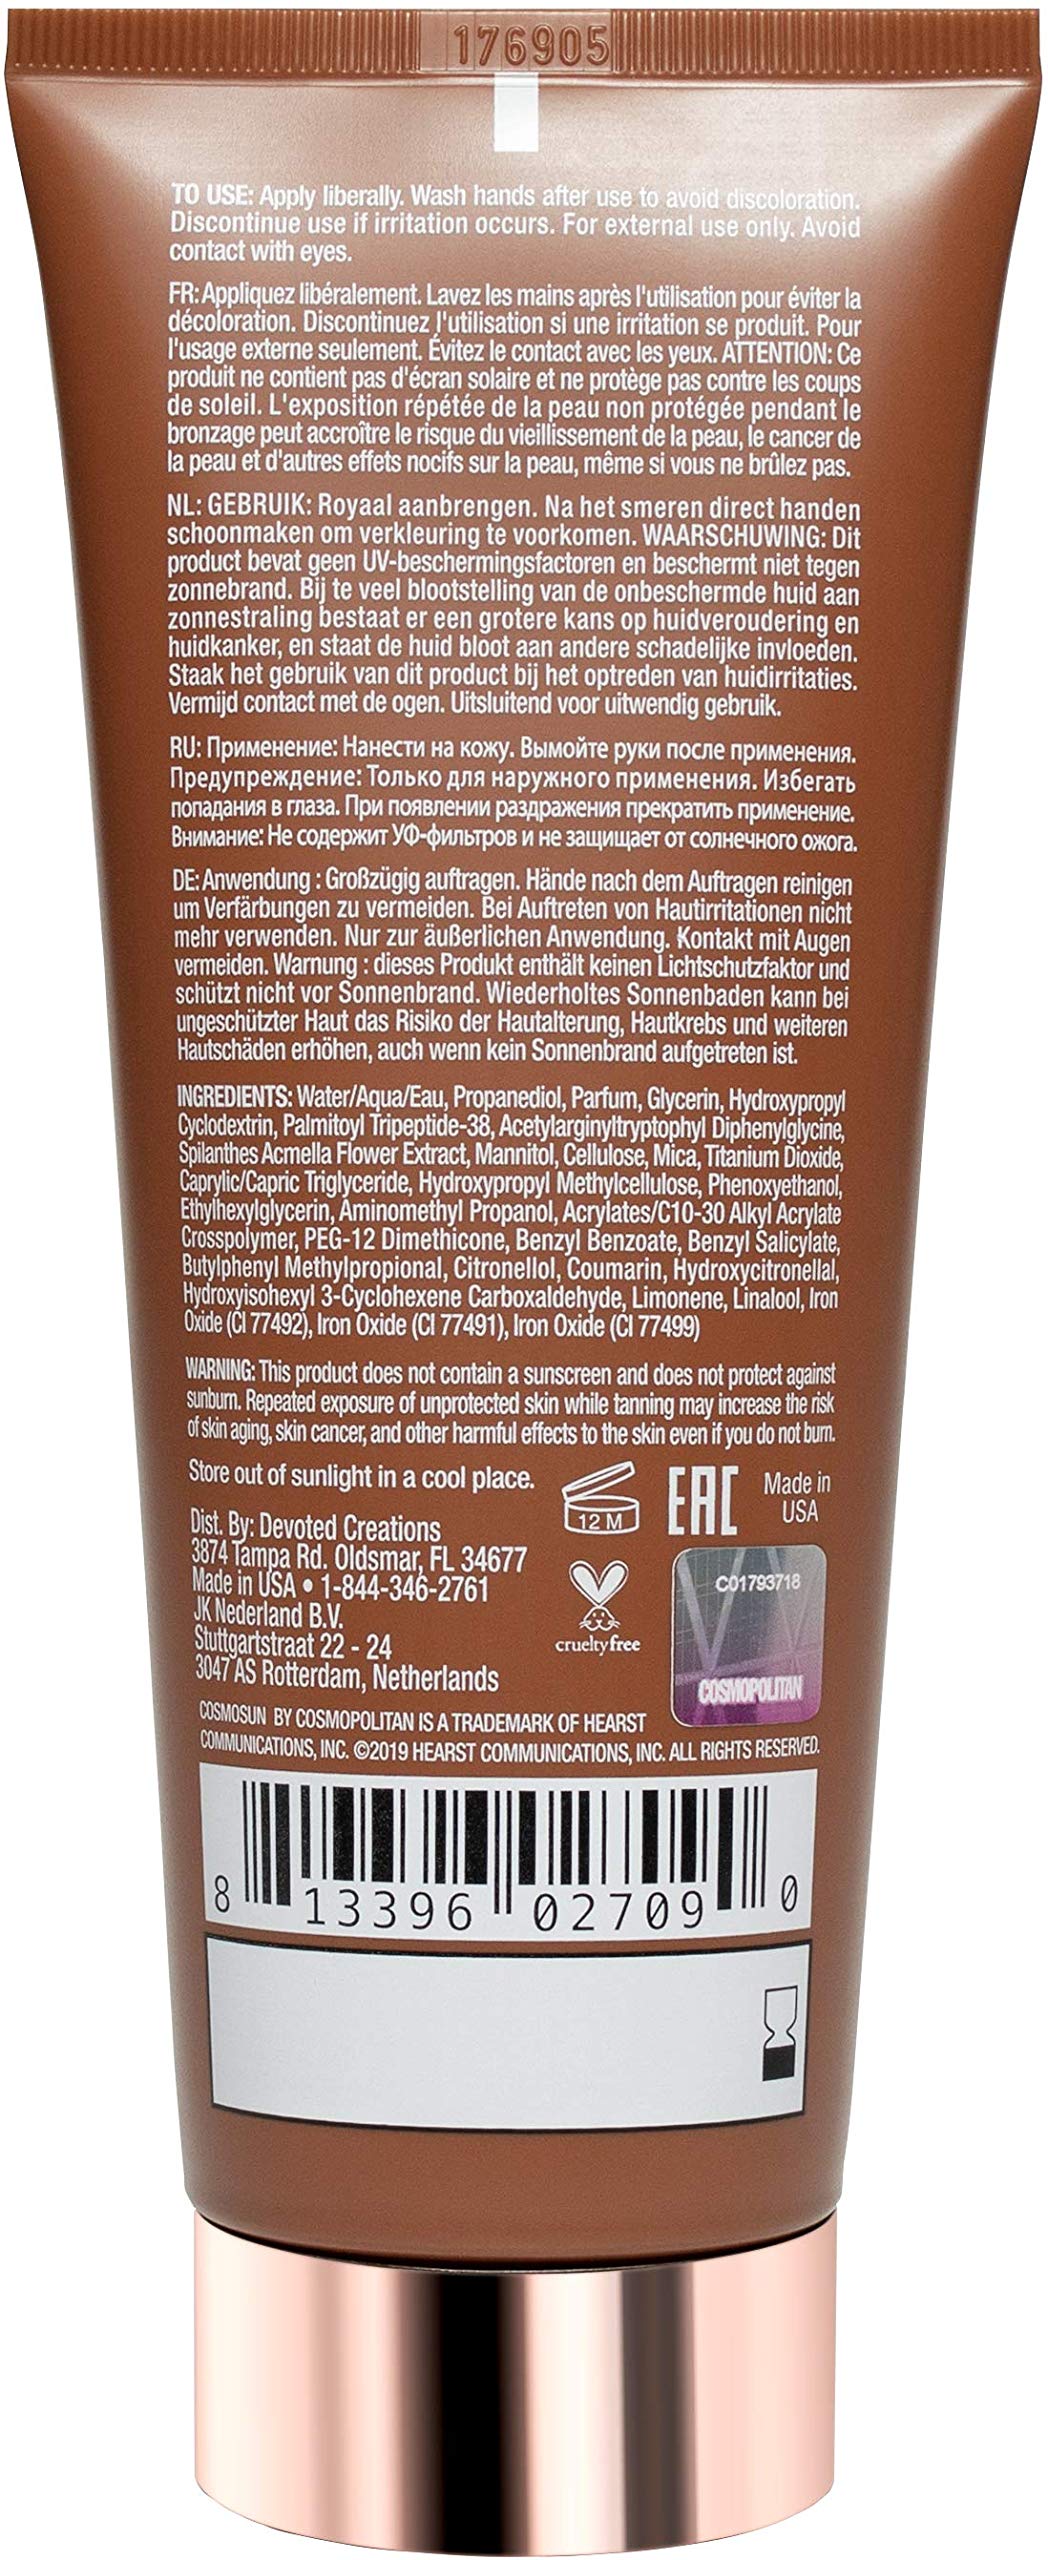 176905
TO USE: Apply liberally. Wash hands after use to avoid discoloration.
Discontinue use if irritation occurs. For external use only. Avoid
contact with eyes.
FR: Appliquez libéralement. Lavez les mains après l'utilisation pour éviter la
décoloration. Discontinuez l'utilisation si une irritation se produit. Pour
l'usage externe seulement. Évitez le contact avec les yeux. ATTENTION: Ce
produit ne contient pas d'écran solaire et ne protège pas contre les coups
de soleil. L'exposition répétée de la peau non protégée pendant le
bronzage peut accroître le risque du vieillissement de la peau, le cancer de
la peau et d'autres effets nocifs sur la peau, même si vous ne brûlez pas.
NL: GEBRUIK: Royaal aanbrengen. Na het smeren direct handen
schoonmaken om verkleuring te voorkomen. WAARSCHUWING: Dit
product bevat geen UV-beschermingsfactoren en beschermt niet tegen
zonnebrand. Bij te veel blootstelling van de onbeschermde huid aan
zonnestraling bestaat er een grotere kans op huidveroudering en
huidkanker, en staat de huid bloot aan andere schadelijke invloeden.
Staak het gebruik van dit product bij het optreden van huidirritaties.
Vermijd contact met de ogen. Uitsluitend voor uitwendig gebruik.
RU: Применение: Нанести на кожу. Вымойте руки после применения.
Предупреждение: Только для наружного применения. Избегать
попадания в глаза. При появлении раздражения прекратить применение.
Внимание: Не содержит УФ-фильтров и не защищает от солнечного ожога.
DE: Anwendung : Großzügig auftragen. Hände nach dem Auftragen reinigen
um Verfärbungen zu vermeiden. Bei Auftreten von Hautirritationen nicht
mehr verwenden. Nur zur äußerlichen Anwendung. Kontakt mit Augen
vermeiden. Warnung : dieses Produkt enthält keinen Lichtschutzfaktor und
schützt nicht vor Sonnenbrand. Wiederholtes Sonnenbaden kann bei
ungeschützter Haut das Risiko der Hautalterung, Hautkrebs und weiteren
Hautschäden erhöhen, auch wenn kein Sonnenbrand aufgetreten ist.
INGREDIENTS: Water/Aqua/Eau, Propanediol, Parfum, Glycerin, Hydroxypropyl
Cyclodextrin, Palmitoyl Tripeptide-38, Acetylarginyltryptophyl Diphenylglycine,
Spilanthes Acmella Flower Extract, Mannitol, Cellulose, Mica, Titanium Dioxide,
Caprylic/Capric Triglyceride, Hydroxypropyl Methylcellulose, Phenoxyethanol,
Ethylhexylglycerin, Aminomethyl Propanol, Acrylates/C10-30 Alkyl Acrylate
Crosspolymer, PEG-12 Dimethicone, Benzyl Benzoate, Benzyl Salicylate,
Butylphenyl Methylpropional, Citronellol, Coumarin, Hydroxycitronellal,
Hydroxyisohexyl 3-Cyclohexene Carboxaldehyde, Limonene, Linalool, Iron
Oxide (CI 77492), Iron Oxide (CI 77491), Iron Oxide (CI 77499)
WARNING: This product does not contain a sunscreen and does not protect against
sunburn. Repeated exposure of unprotected skin while tanning may increase the risk
of skin aging, skin cancer, and other harmful effects to the skin even if you do not burn.
Store out of sunlight in a cool place.
12 M
EAC
Made in
USA
Dist. By: Devoted Creations
3874 Tampa Rd. Oldsmar, FL 34677
Made in USA • 1-844-346-2761
JK Nederland B.V.
Stuttgartstraat 22 - 24
3047 AS Rotterdam, Netherlands
crueltyfree
C01793718
COSMOPOLITAN
COSMOSUN BY COSMOPOLITAN IS A TRADEMARK OF HEARST
COMMUNICATIONS, INC. ©2019 HEARST COMMUNICATIONS, INC. ALL RIGHTS RESERVED.
8 13396 02709 0